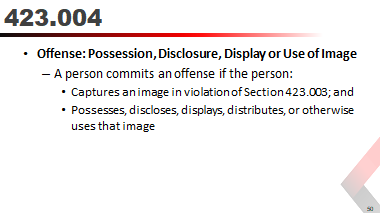 423.004
• Offense: Possession, Disclosure, Display or Use of Image
– A person commits an offense if the person:
• Captures an image in violation of Section 423.003; and
• Possesses, discloses, displays, distributes, or otherwise
uses that image
50